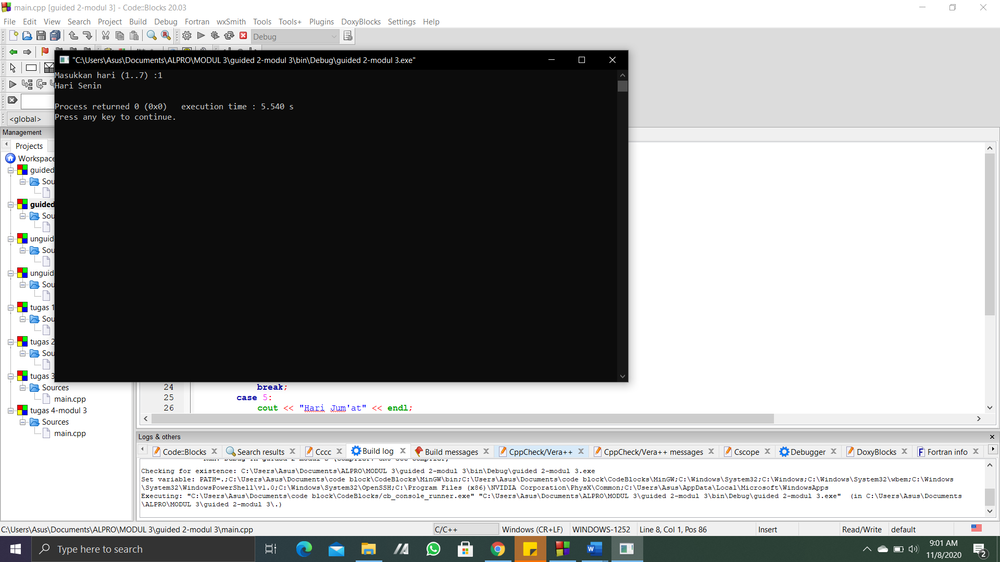 main.cpp [guided 2-modul 3] - Code::Blocks 20.03
File Edit View Search Project Build Debug Fortran wxSmith Tools Tools+ Plugins DoxyBlocks Settings Help
Debug
"C:\Users\Asus\Documents\ALPRO\MODUL 3\guided 2-modul 3\bin\Debug\guided 2-modul 3.exe"
Masukkan hari (1..7) :1
Hari Senin
Process returned 0 (0x0) execution time : 5.540 s
Press any key to continue.
<global>
Management
Projects
Workspace
guided
Sou
guided
Sou
unguid
Sou
unguid
Sou
tugas 1
Sou
tugas 2
Sou
tugas 3
Sources
main.cpp
tugas 4-modul 3
Sources
main.cpp
24 break;
25 case 5:
26 cout << "Hari Jum'at" << endl;
Logs & others
Code::Blocks Search results Cccc Build log Build messages CppCheck/Vera++ CppCheck/Vera++ messages Cscope Debugger DoxyBlocks Fortran info
Checking for existence: C:\Users\Asus\Documents\ALPRO\MODUL 3\guided 2-modul 3\bin\Debug\guided 2-modul 3.exe
Set variable: PATH=.;C:\Users\Asus\Documents\code block\CodeBlocks\MinGW\bin;C:\Users\Asus\Documents\code block\CodeBlocks\MinGW;C:\Windows\System32;C:\Windows;C:\Windows\System32\wbem;C:\Windows
\System32\WindowsPowerShell\v1.0;C:\Windows\System32\OpenSSH;C:\Program Files (x86)\NVIDIA Corporation\PhysX\Common;C:\Users\Asus\AppData\Local\Microsoft\WindowsApps
Executing: "C:\Users\Asus\Documents\code block\CodeBlocks/cb_console_runner.exe" "C:\Users\Asus\Documents\ALPRO\MODUL 3\guided 2-modul 3\bin\Debug\guided 2-modul 3.exe" (in C:\Users\Asus\Documents
\ALPRO\MODUL 3\guided 2-modul 3\.)
C:\Users\Asus\Documents\ALPRO\MODUL 3\guided 2-modul 3\main.cpp C/C++ Windows (CR+LF) WINDOWS-1252 Line 8, Col 1, Pos 86 Insert Read/Write default
Type here to search
9:01 AM
11/8/2020
2